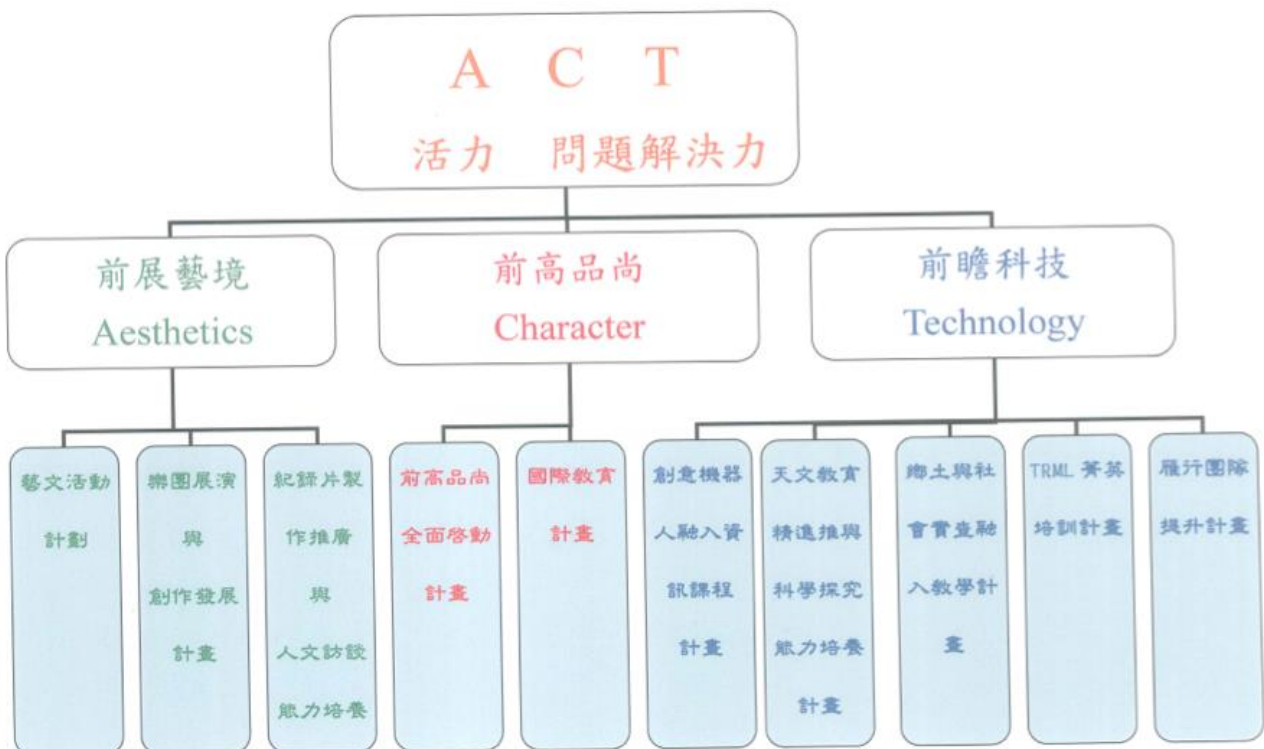 A C T
活力 問題解決力
前展藝境
Aesthetics
前高品尚
Character
前瞻科技
Technology
藝文活動
計劃
樂團展演
與
創作發展
計畫
紀錄片製
作推廣
與
人文訪談
能力培養
前高品尚
全面啓動
計畫
國際教育
計畫
創意機器
人融入資
訊課程
計畫
天文教育
精進推與
科學探究
能力培養
計畫
鄉土與社
會實查融
入教學計
畫
TRML 菁英
培訓計畫
雁行團隊
提升計畫